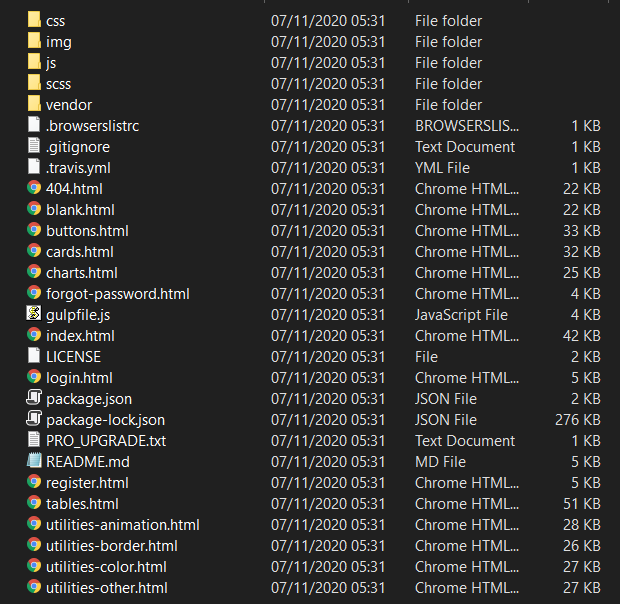 css 07/11/2020 05:31 File folder
img 07/11/2020 05:31 File folder
js 07/11/2020 05:31 File folder
scss 07/11/2020 05:31 File folder
vendor 07/11/2020 05:31 File folder
.browserslistrc 07/11/2020 05:31 BROWSERSLIS... 1 KB
.gitignore 07/11/2020 05:31 Text Document 1 KB
.travis.yml 07/11/2020 05:31 YML File 1 KB
404.html 07/11/2020 05:31 Chrome HTML... 22 KB
blank.html 07/11/2020 05:31 Chrome HTML... 22 KB
buttons.html 07/11/2020 05:31 Chrome HTML... 33 KB
cards.html 07/11/2020 05:31 Chrome HTML... 32 KB
charts.html 07/11/2020 05:31 Chrome HTML... 25 KB
forgot-password.html 07/11/2020 05:31 Chrome HTML... 4 KB
gulpfile.js 07/11/2020 05:31 JavaScript File 4 KB
index.html 07/11/2020 05:31 Chrome HTML... 42 KB
LICENSE 07/11/2020 05:31 File 2 KB
login.html 07/11/2020 05:31 Chrome HTML... 5 KB
package.json 07/11/2020 05:31 JSON File 2 KB
package-lock.json 07/11/2020 05:31 JSON File 276 KB
PRO_UPGRADE.txt 07/11/2020 05:31 Text Document 1 KB
README.md 07/11/2020 05:31 MD File 5 KB
register.html 07/11/2020 05:31 Chrome HTML... 5 KB
tables.html 07/11/2020 05:31 Chrome HTML... 51 KB
utilities-animation.html 07/11/2020 05:31 Chrome HTML... 28 KB
utilities-border.html 07/11/2020 05:31 Chrome HTML... 26 KB
utilities-color.html 07/11/2020 05:31 Chrome HTML... 27 KB
utilities-other.html 07/11/2020 05:31 Chrome HTML... 27 KB